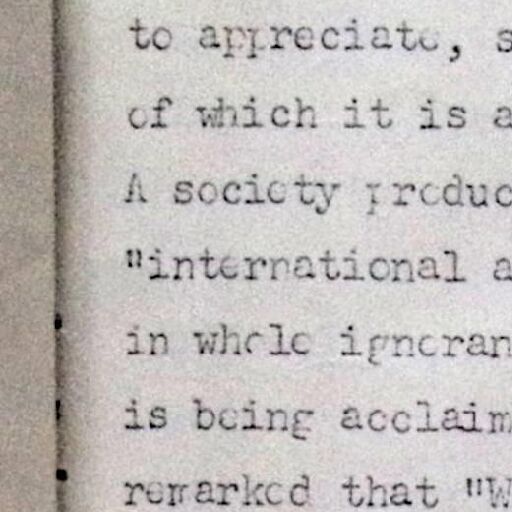 to appreciate, s
of which it is a
A society produc
"international a
in whole ignoran
is being acclaim
remarked that "W